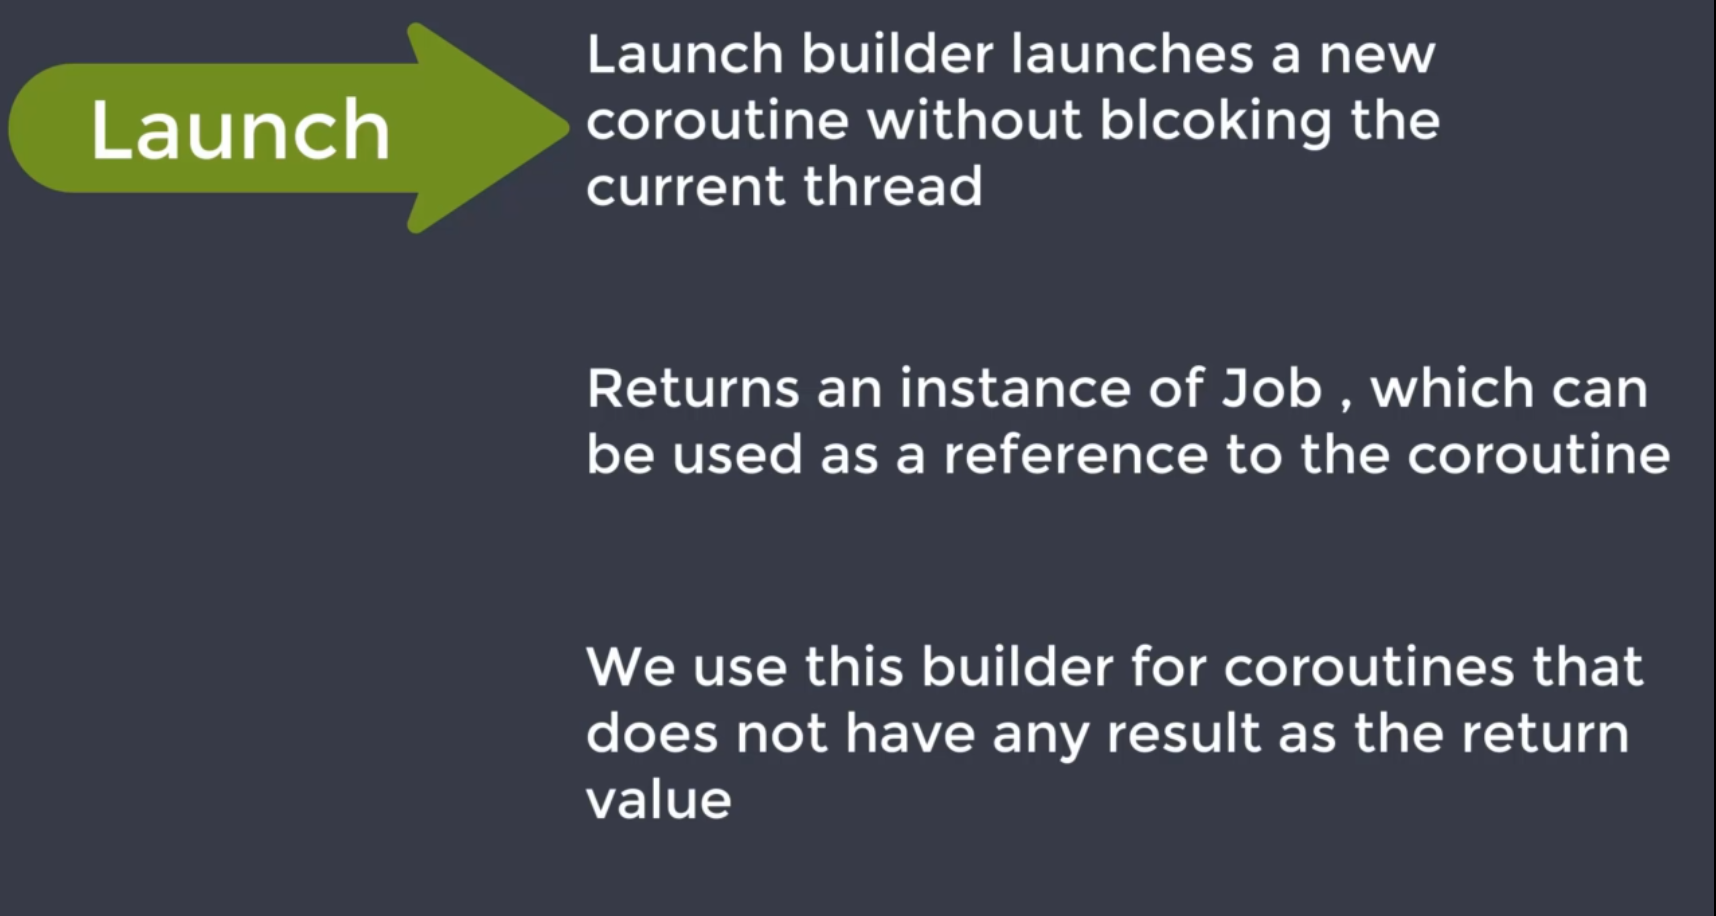 Launch
Launch builder launches a new
coroutine without blcoking the
current thread
Returns an instance of Job , which can
be used as a reference to the coroutine
We use this builder for coroutines that
does not have any result as the return
value